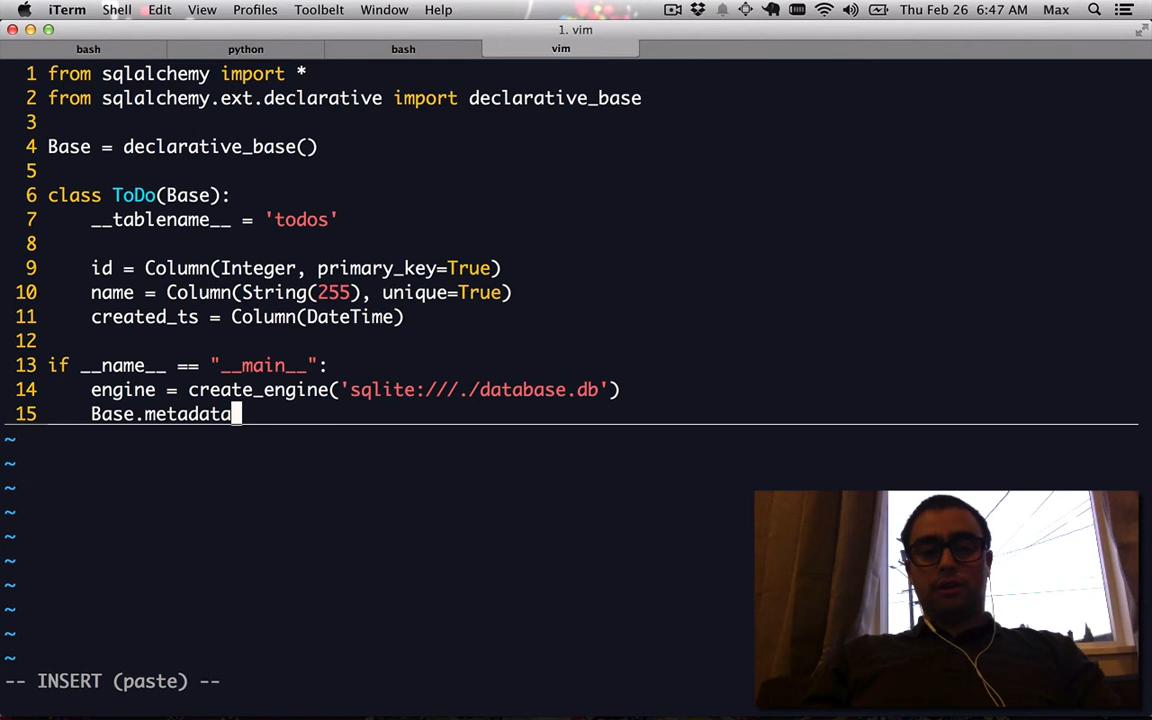 iTerm Shell Edit View Profiles Toolbelt Window Help Thu Feb 26 6:47 AM Max
1. vim
bash python bash vim
1 from sqlalchemy import *
2 from sqlalchemy.ext.declarative import declarative_base
3
4 Base = declarative_base()
5
6 class ToDo(Base):
7 __tablename__ = 'todos'
8
9 id = Column(Integer, primary_key=True)
10 name = Column(String(255), unique=True)
11 created_ts = Column(DateTime)
12
13 if __name__ == "__main__":
14 engine = create_engine('sqlite:///./database.db')
15 Base.metadata
~
~
~
~
~
~
~
~
~
~
-- INSERT (paste) --